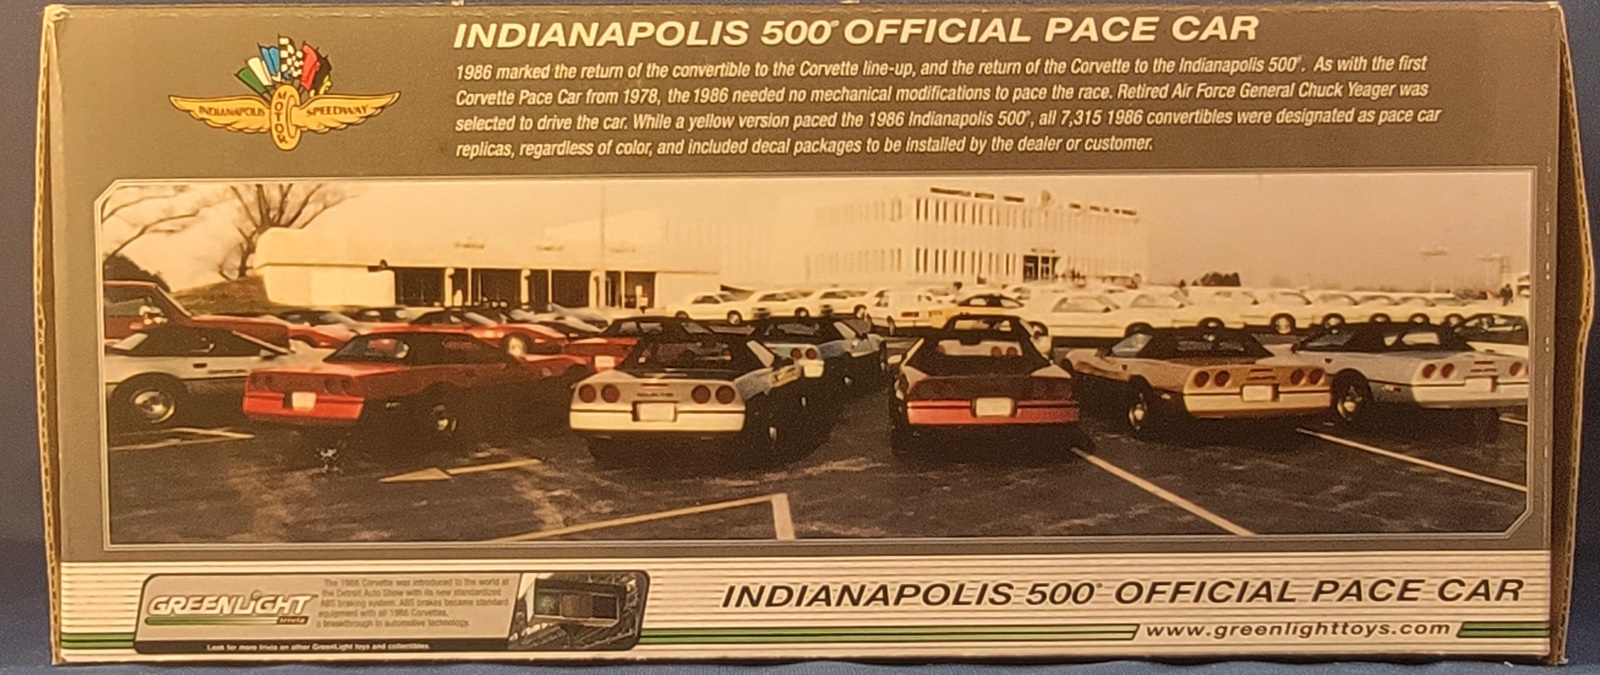 INDIANAPOLIS 500® OFFICIAL PACE CAR
1986 marked the return of the convertible to the Corvette line-up, and the return of the Corvette to the Indianapolis 500®. As with the first
Corvette Pace Car from 1978, the 1986 needed no mechanical modifications to pace the race. Retired Air Force General Chuck Yeager was
selected to drive the car. While a yellow version paced the 1986 Indianapolis 500®, all 7,315 1986 convertibles were designated as pace car
replicas, regardless of color, and included decal packages to be installed by the dealer or customer.
INDIANAPOLIS MOTOR SPEEDWAY
GREENLIGHT
trivia
The 1986 Corvette was introduced to the world at
the Detroit Auto Show with its new standardized
ABS braking system. ABS brakes became standard
equipment with all 1986 Corvettes,
a breakthrough in automotive technology.
Look for more trivia on other GreenLight toys and collectibles.
INDIANAPOLIS 500® OFFICIAL PACE CAR
www.greenlighttoys.com